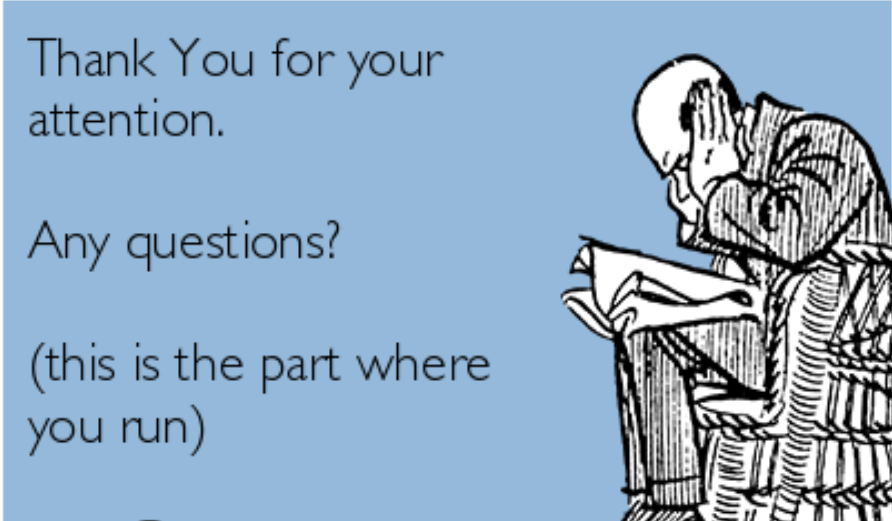 Thank You for your
attention.
Any questions?
(this is the part where
you run)